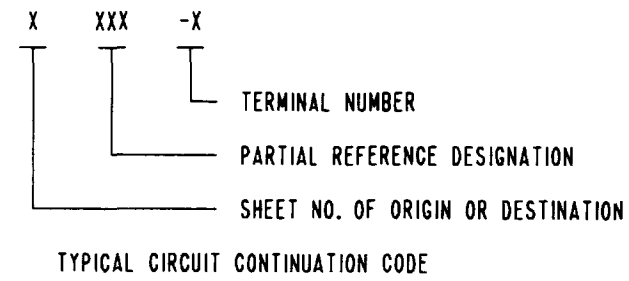 X XXX -X
TERMINAL NUMBER
PARTIAL REFERENCE DESIGNATION
SHEET NO. OF ORIGIN OR DESTINATION
TYPICAL CIRCUIT CONTINUATION CODE